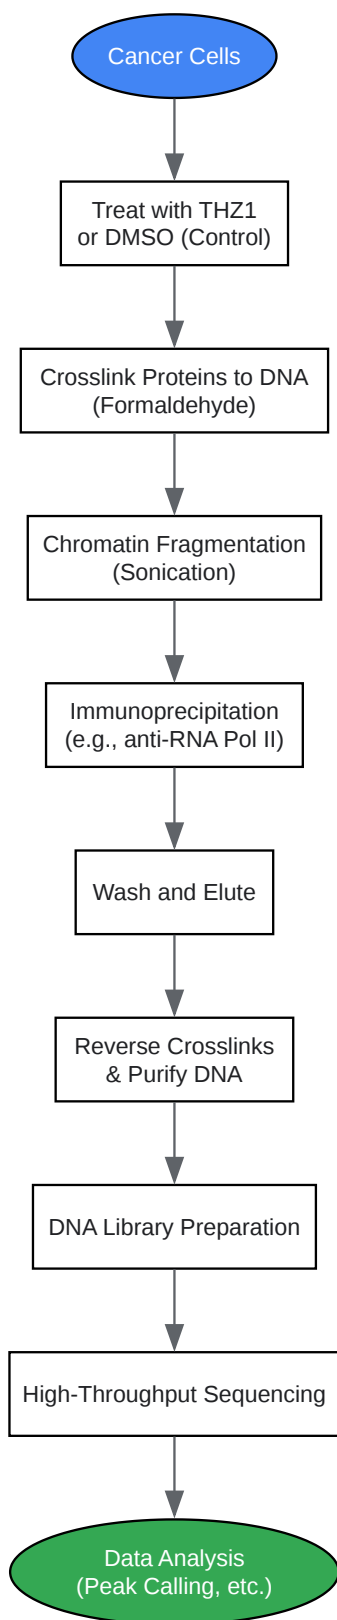 Cancer Cells
Treat with THZ1
or DMSO (Control)
Crosslink Proteins to DNA
(Formaldehyde)
Chromatin Fragmentation
(Sonication)
Immunoprecipitation
(e.g., anti-RNA Pol II)
Wash and Elute
Reverse Crosslinks
& Purify DNA
DNA Library Preparation
High-Throughput Sequencing
Data Analysis
(Peak Calling, etc.)